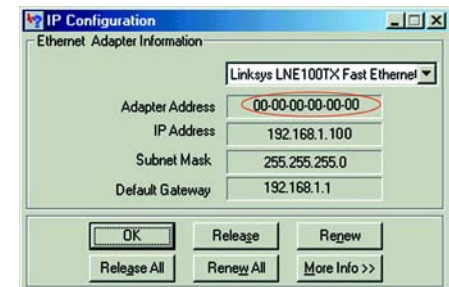 IP Configuration
Ethernet Adapter Information
Linksys LNE100TX Fast Ethernet
Adapter Address 00-00-00-00-00-00
IP Address 192.168.1.100
Subnet Mask 255.255.255.0
Default Gateway 192.168.1.1
OK Release Renew
Release All Renew All More Info >>